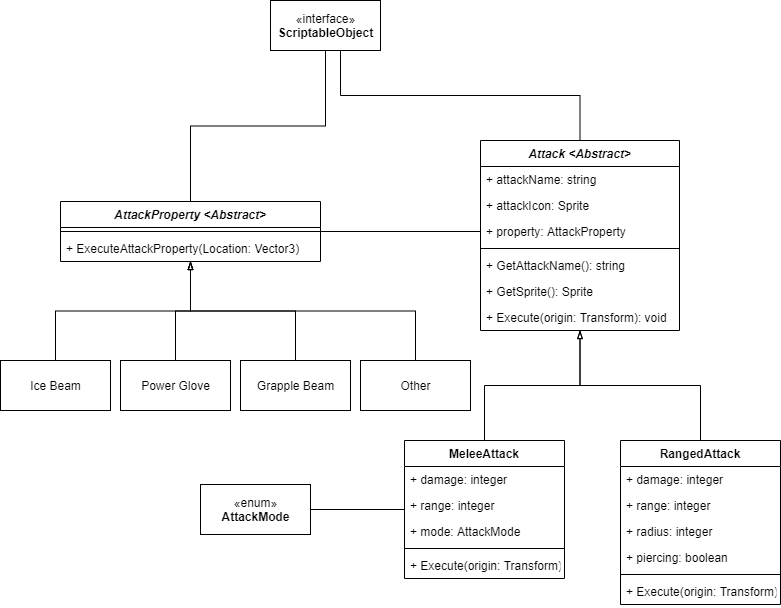 «interface»
ScriptableObject
Attack <Abstract>
+ attackName: string
+ attackIcon: Sprite
+ property: AttackProperty
+ GetAttackName(): string
+ GetSprite(): Sprite
+ Execute(origin: Transform): void
AttackProperty <Abstract>
+ ExecuteAttackProperty(Location: Vector3)
Ice Beam
Power Glove
Grapple Beam
Other
MeleeAttack
+ damage: integer
+ range: integer
+ mode: AttackMode
+ Execute(origin: Transform)
RangedAttack
+ damage: integer
+ range: integer
+ radius: integer
+ piercing: boolean
+ Execute(origin: Transform)
«enum»
AttackMode